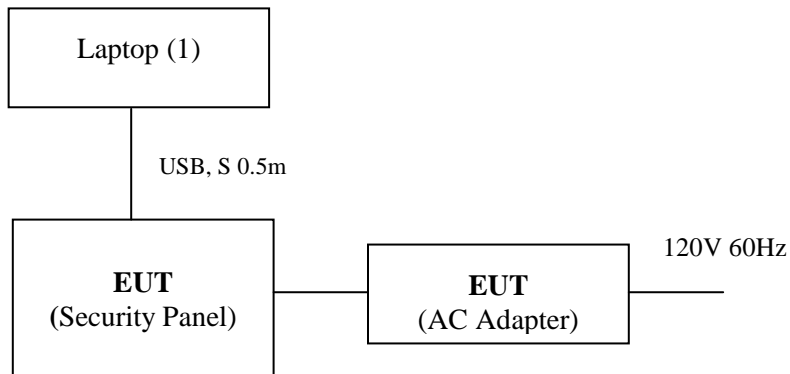 Laptop (1)
USB, S 0.5m
120V 60Hz
EUT
(Security Panel)
EUT
(AC Adapter)